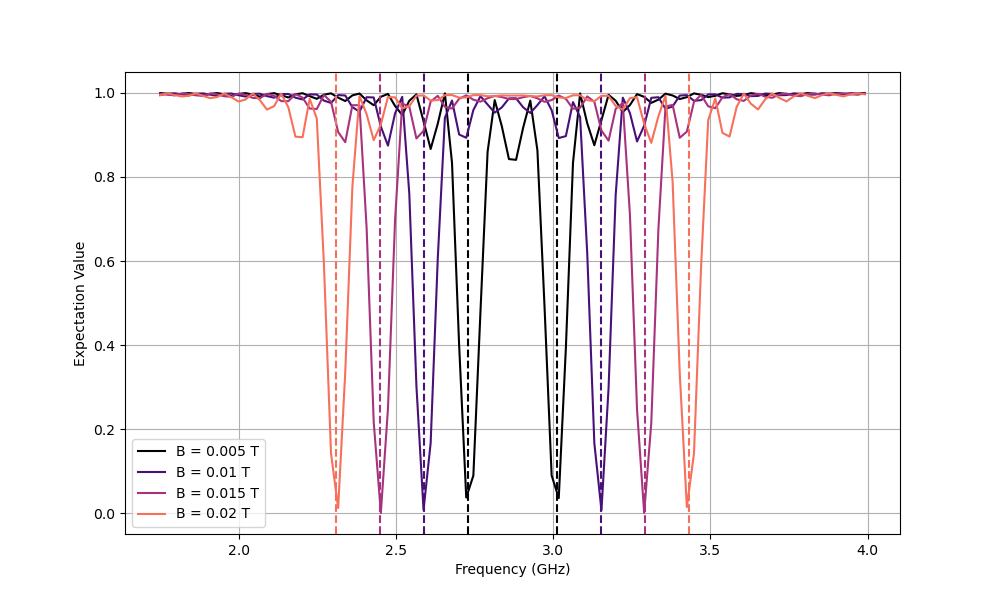 1.0
0.8
0.6
0.4
0.2
0.0
Expectation Value
B = 0.005 T
B = 0.01 T
B = 0.015 T
B = 0.02 T
2.0 2.5 3.0 3.5 4.0
Frequency (GHz)